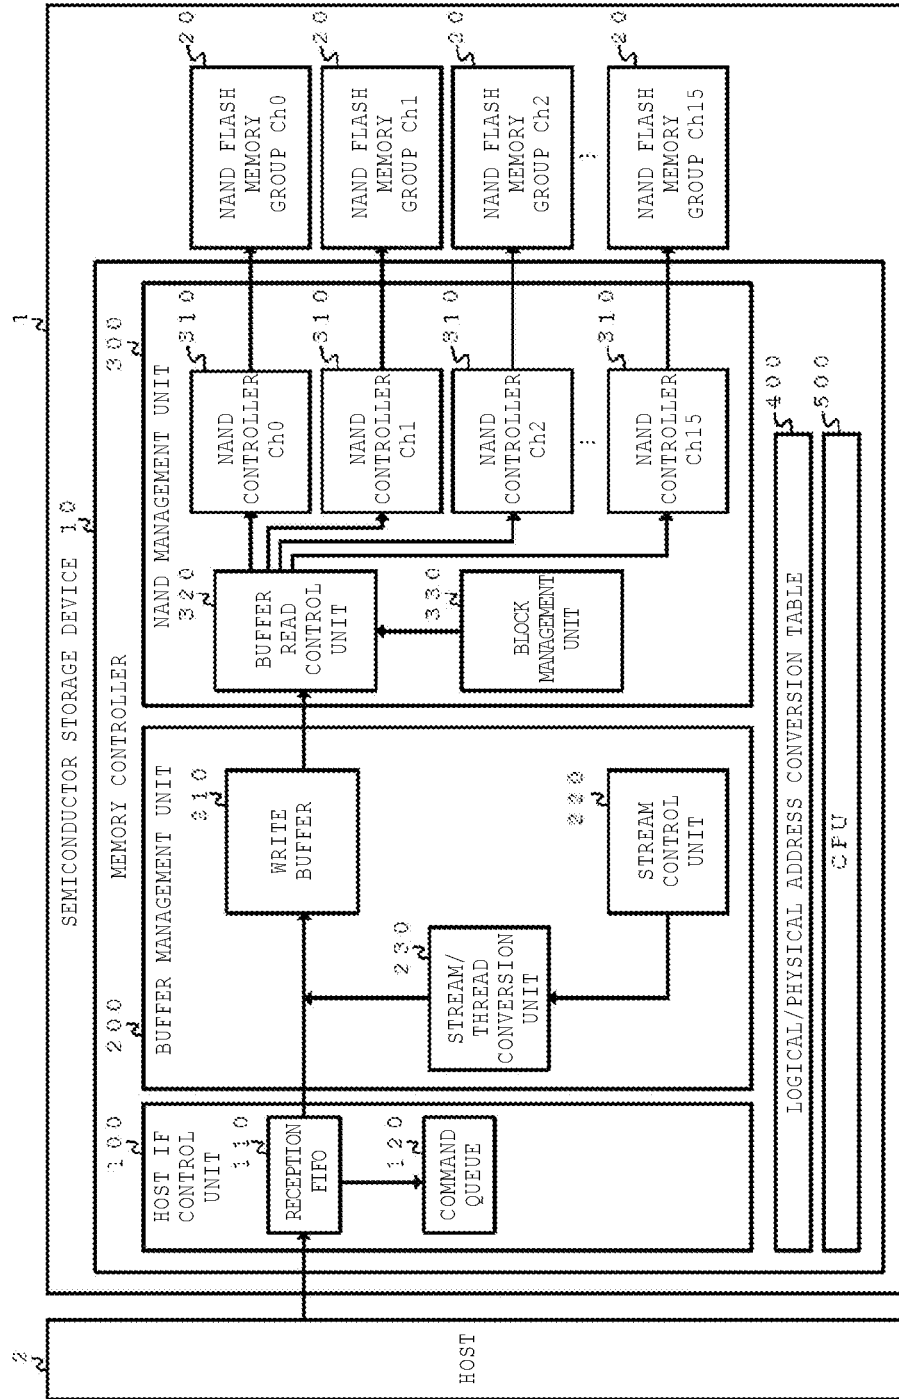 2
HOST
1
SEMICONDUCTOR STORAGE DEVICE
10
MEMORY CONTROLLER
100
HOST IF
CONTROL
UNIT
110
RECEPTION
FIFO
120
COMMAND
QUEUE
200
BUFFER MANAGEMENT UNIT
210
WRITE
BUFFER
230
STREAM/
THREAD
CONVERSION
UNIT
220
STREAM
CONTROL
UNIT
300
NAND MANAGEMENT UNIT
320
BUFFER
READ
CONTROL
UNIT
330
BLOCK
MANAGEMENT
UNIT
310
NAND
CONTROLLER
Ch0
310
NAND
CONTROLLER
Ch1
310
NAND
CONTROLLER
Ch2
...
310
NAND
CONTROLLER
Ch15
20
NAND FLASH
MEMORY
GROUP Ch0
20
NAND FLASH
MEMORY
GROUP Ch1
20
NAND FLASH
MEMORY
GROUP Ch2
...
20
NAND FLASH
MEMORY
GROUP Ch15
400
LOGICAL/PHYSICAL ADDRESS CONVERSION TABLE
500
CPU